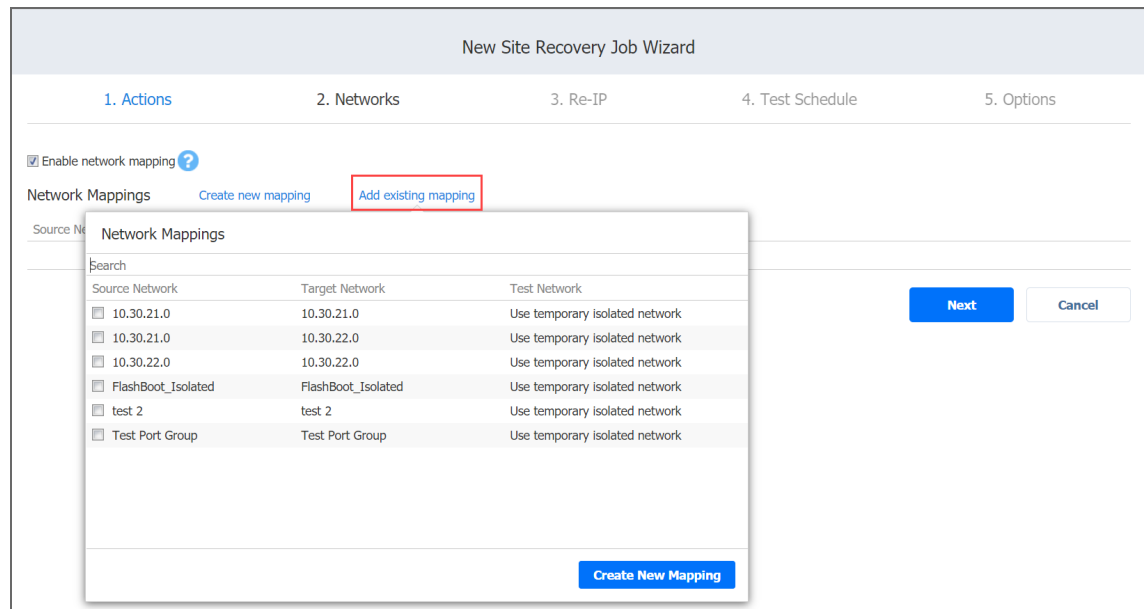 New Site Recovery Job Wizard
1. Actions 2. Networks 3. Re-IP 4. Test Schedule 5. Options
Enable network mapping ?
Network Mappings Create new mapping Add existing mapping
Source Ne
Network Mappings
Search
Source Network Target Network Test Network
10.30.21.0 10.30.21.0 Use temporary isolated network
10.30.21.0 10.30.22.0 Use temporary isolated network
10.30.22.0 10.30.22.0 Use temporary isolated network
FlashBoot_Isolated FlashBoot_Isolated Use temporary isolated network
test 2 test 2 Use temporary isolated network
Test Port Group Test Port Group Use temporary isolated network
Next Cancel
Create New Mapping